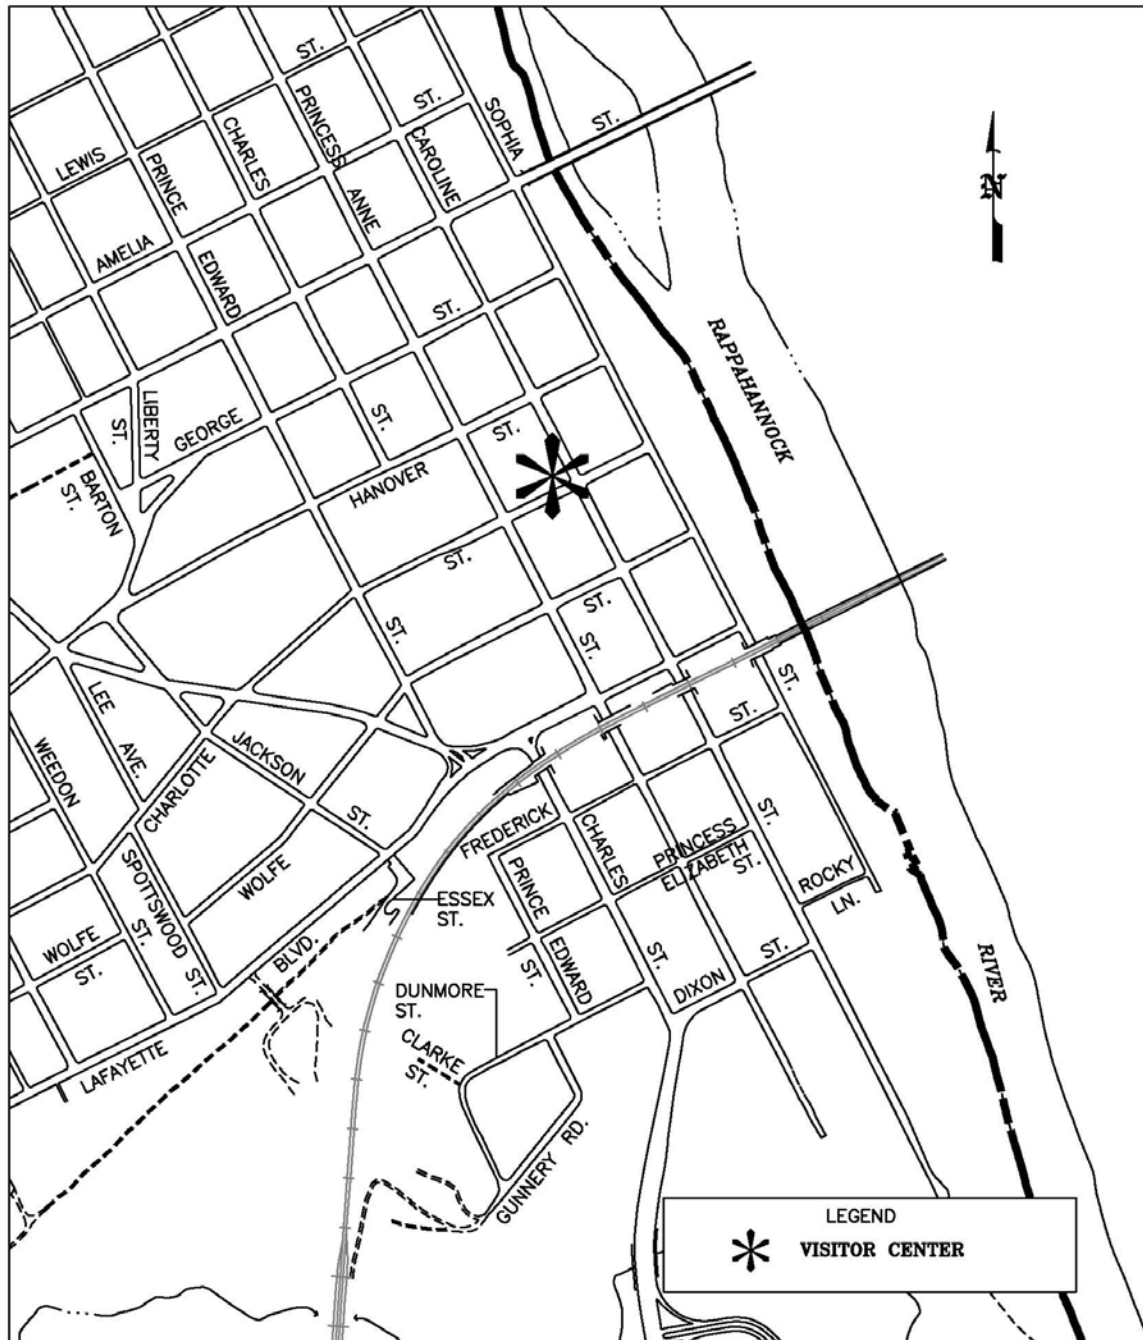 ST.
PRINCESS
ANNE
ST.
SOPHIA
ST.
CHARLES
CAROLINE
LEWIS
PRINCE
EDWARD
AMELIA
N
ST.
RAPPAHANNOCK
LIBERTY
ST.
GEORGE
ST.
ST.
BARTON
ST.
HANOVER
ST.
ST.
ST.
ST.
ST.
LEE
AVE.
WEEDON
JACKSON
ST.
CHARLOTTE
ST.
FREDERICK
CHARLES
PRINCESS
ELIZABETH
ST.
ST.
SPOTTSWOOD
ST.
WOLFE
PRINCE
EDWARD
ROCKY
LN.
ESSEX
ST.
WOLFE
ST.
ST.
BLVD.
ST.
ST.
ST.
DIXON
RIVER
DUNMORE
ST.
CLARKE
ST.
LAFAYETTE
GUNNERY RD.
LEGEND
VISITOR CENTER